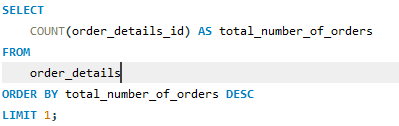 SELECT
COUNT(order_details_id) AS total_number_of_orders
FROM
order_details
ORDER BY total_number_of_orders DESC
LIMIT 1;